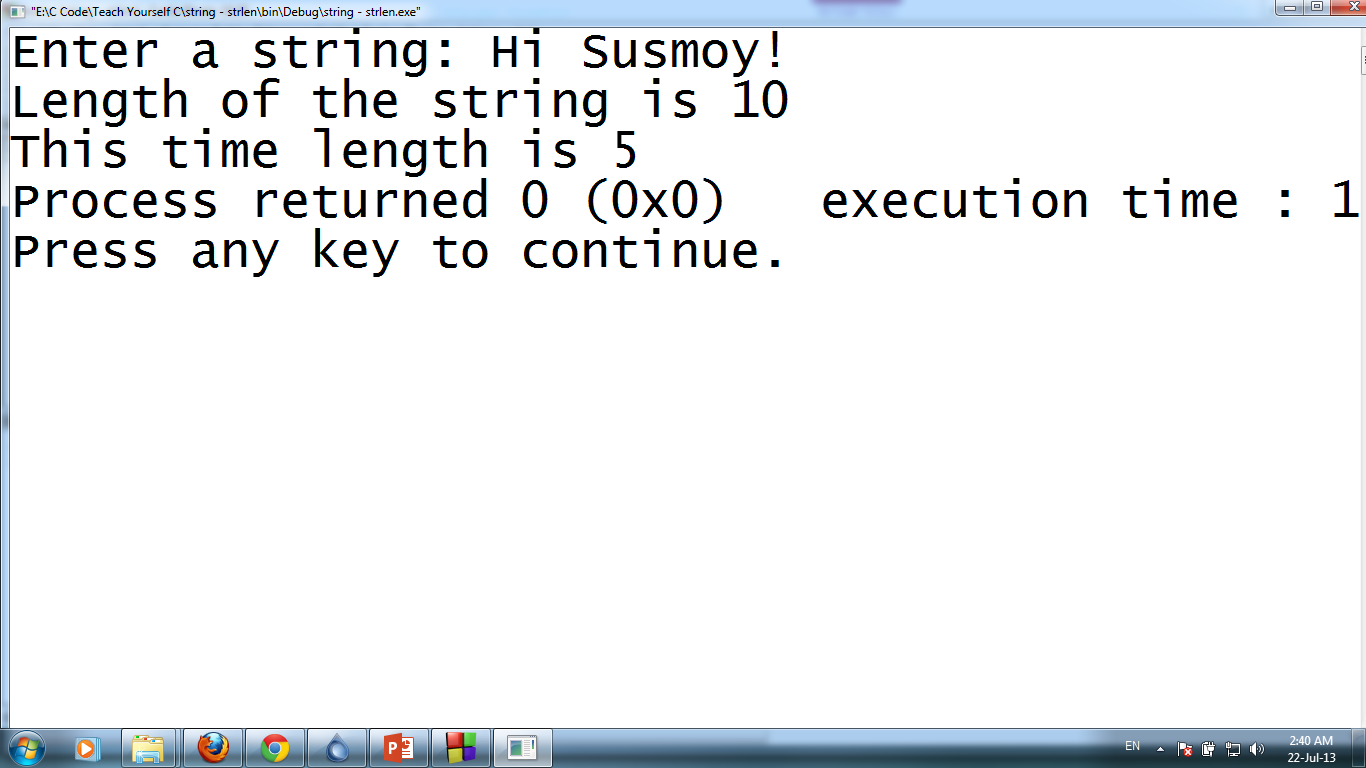 "E:\C Code\Teach Yourself C\string - strlen\bin\Debug\string - strlen.exe"
Enter a string: Hi Susmoy!
Length of the string is 10
This time length is 5
Process returned 0 (0x0)   execution time : 1
Press any key to continue.
EN
2:40 AM
22-Jul-13